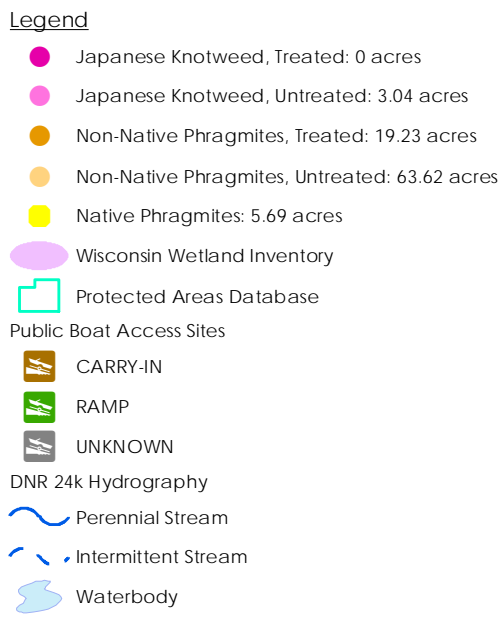 Legend
Japanese Knotweed, Treated: 0 acres
Japanese Knotweed, Untreated: 3.04 acres
Non-Native Phragmites, Treated: 19.23 acres
Non-Native Phragmites, Untreated: 63.62 acres
Native Phragmites: 5.69 acres
Wisconsin Wetland Inventory
Protected Areas Database
Public Boat Access Sites
CARRY-IN
RAMP
UNKNOWN
DNR 24k Hydrography
Perennial Stream
Intermittent Stream
Waterbody